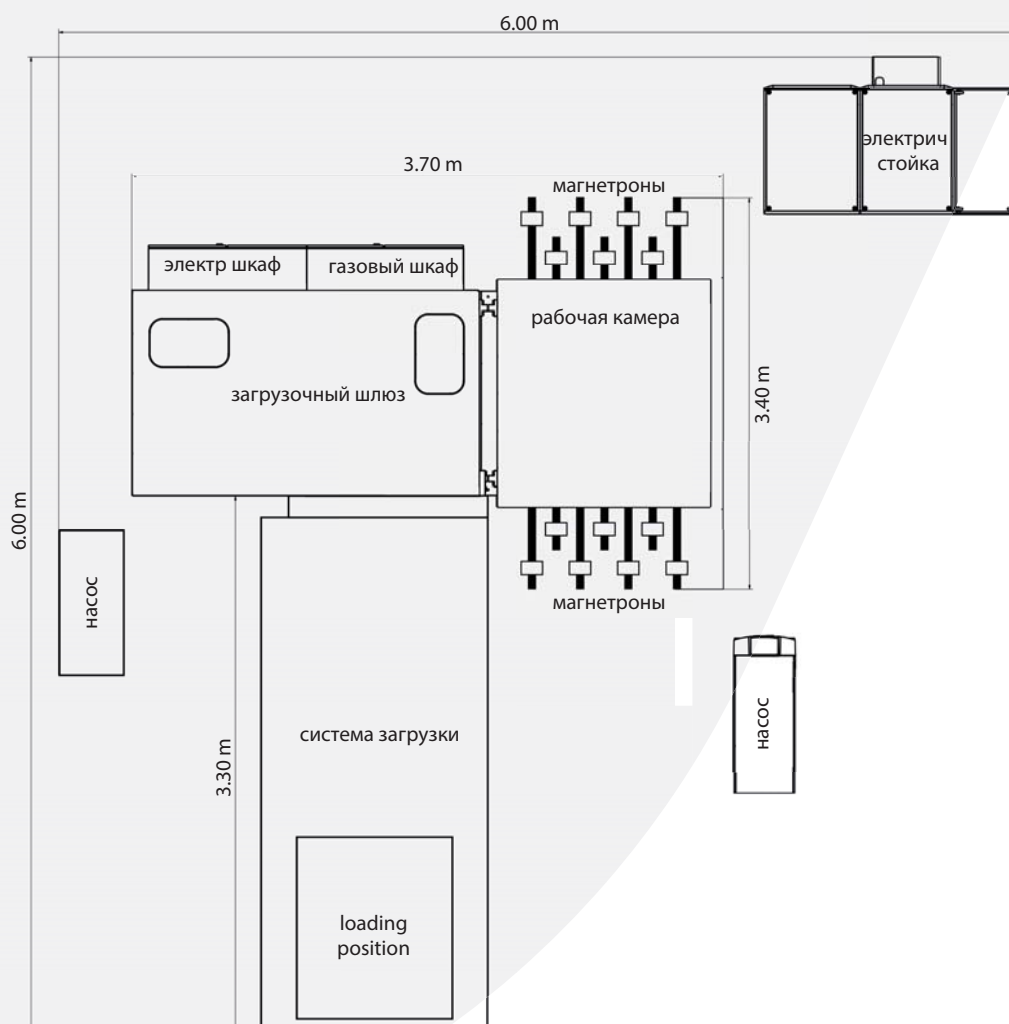 6.00 m
электрич
стойка
3.70 m
магнетроны
электр шкаф
газовый шкаф
рабочая камера
загрузочный шлюз
3.40 m
6.00 m
насос
магнетроны
насос
система загрузки
3.30 m
loading
position